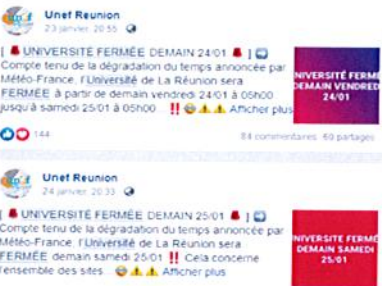 Unef Reunion
23 janvier, 20:55
[ UNIVERSITÉ FERMÉE DEMAIN 24/01 ]
Compte tenu de la dégradation du temps annoncée par
Météo-France, l'Université de La Réunion sera
FERMÉE à partir de demain vendredi 24/01 à 05h00
jusqu'à samedi 25/01 à 05h00... !! Afficher plus
UNIVERSITÉ FERMÉ
DEMAIN VENDRED
24/01
144
84 commentaires 60 partages
Unef Reunion
24 janvier, 20:33
[ UNIVERSITÉ FERMÉE DEMAIN 25/01 ]
Compte tenu de la dégradation du temps annoncée par
Météo-France, l'Université de La Réunion sera
FERMÉE demain samedi 25/01 !! Cela concerne
l'ensemble des sites... Afficher plus
UNIVERSITÉ FERMÉ
DEMAIN SAMEDI
25/01